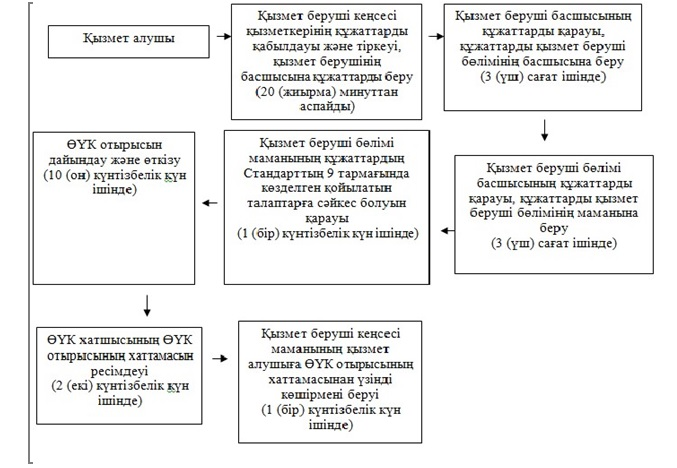 Қызмет алушы
Қызмет беруші кеңсесі
қызметкерінің құжаттарды
қабылдауы және тіркеуі,
қызмет берушінің
басшысына құжаттарды беру
(20 (жиырма) минуттан
аспайды)
Қызмет беруші басшысының
құжаттарды қарауы,
құжаттарды қызмет беруші
бөлімінің басшысына беру
(3 (үш) сағат ішінде)
Қызмет беруші бөлімі
басшысының құжаттарды
қарауы, құжаттарды қызмет
беруші бөлімінің маманына
беру
(3 (үш) сағат ішінде)
Қызмет беруші бөлімі
маманының құжаттардың
Стандарттың 9 тармағында
көзделген қойылатын
талаптарға сәйкес болуын
қарауы
(1 (бір) күнтізбелік күн ішінде)
ӨҮК отырысын
дайындау және өткізу
(10 (он) күнтізбелік күн
ішінде)
ӨҮК хатшысының ӨҮК
отырысының хаттамасын
ресімдеуі
(2 (екі) күнтізбелік күн
ішінде)
Қызмет беруші кеңсесі
маманының қызмет
алушыға ӨҮК отырысының
хаттамасынан үзінді
көшірмені беруі
(1 (бір) күнтізбелік күн
ішінде)